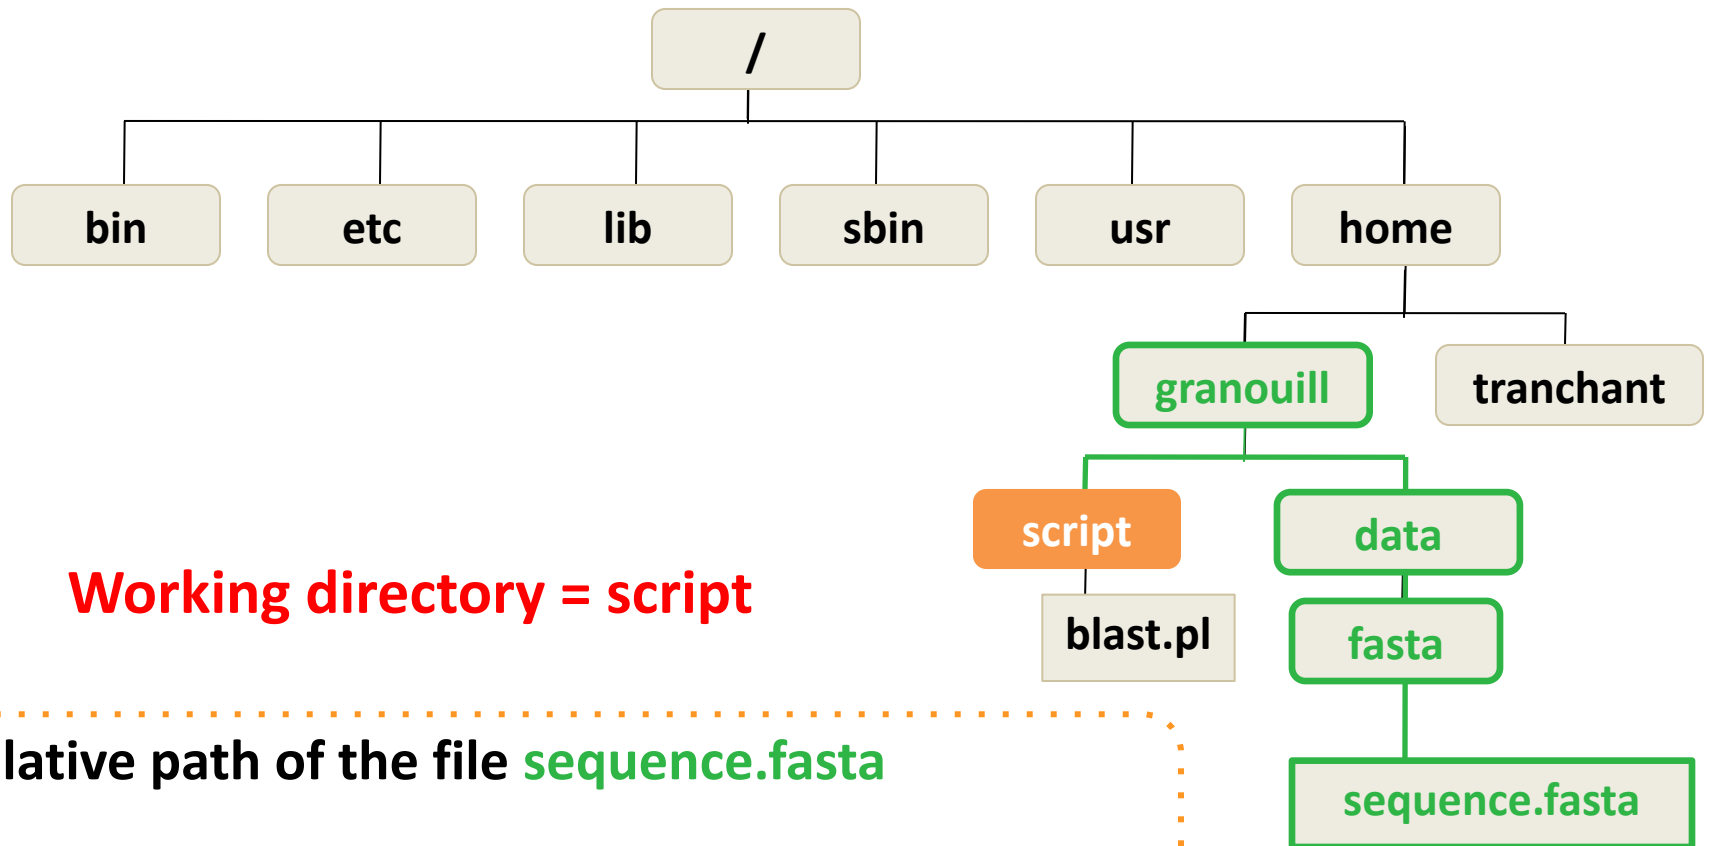 /
bin
etc
lib
sbin
usr
home
granouill
tranchant
script
data
Working directory = script
blast.pl
fasta
lative path of the file sequence.fasta
sequence.fasta